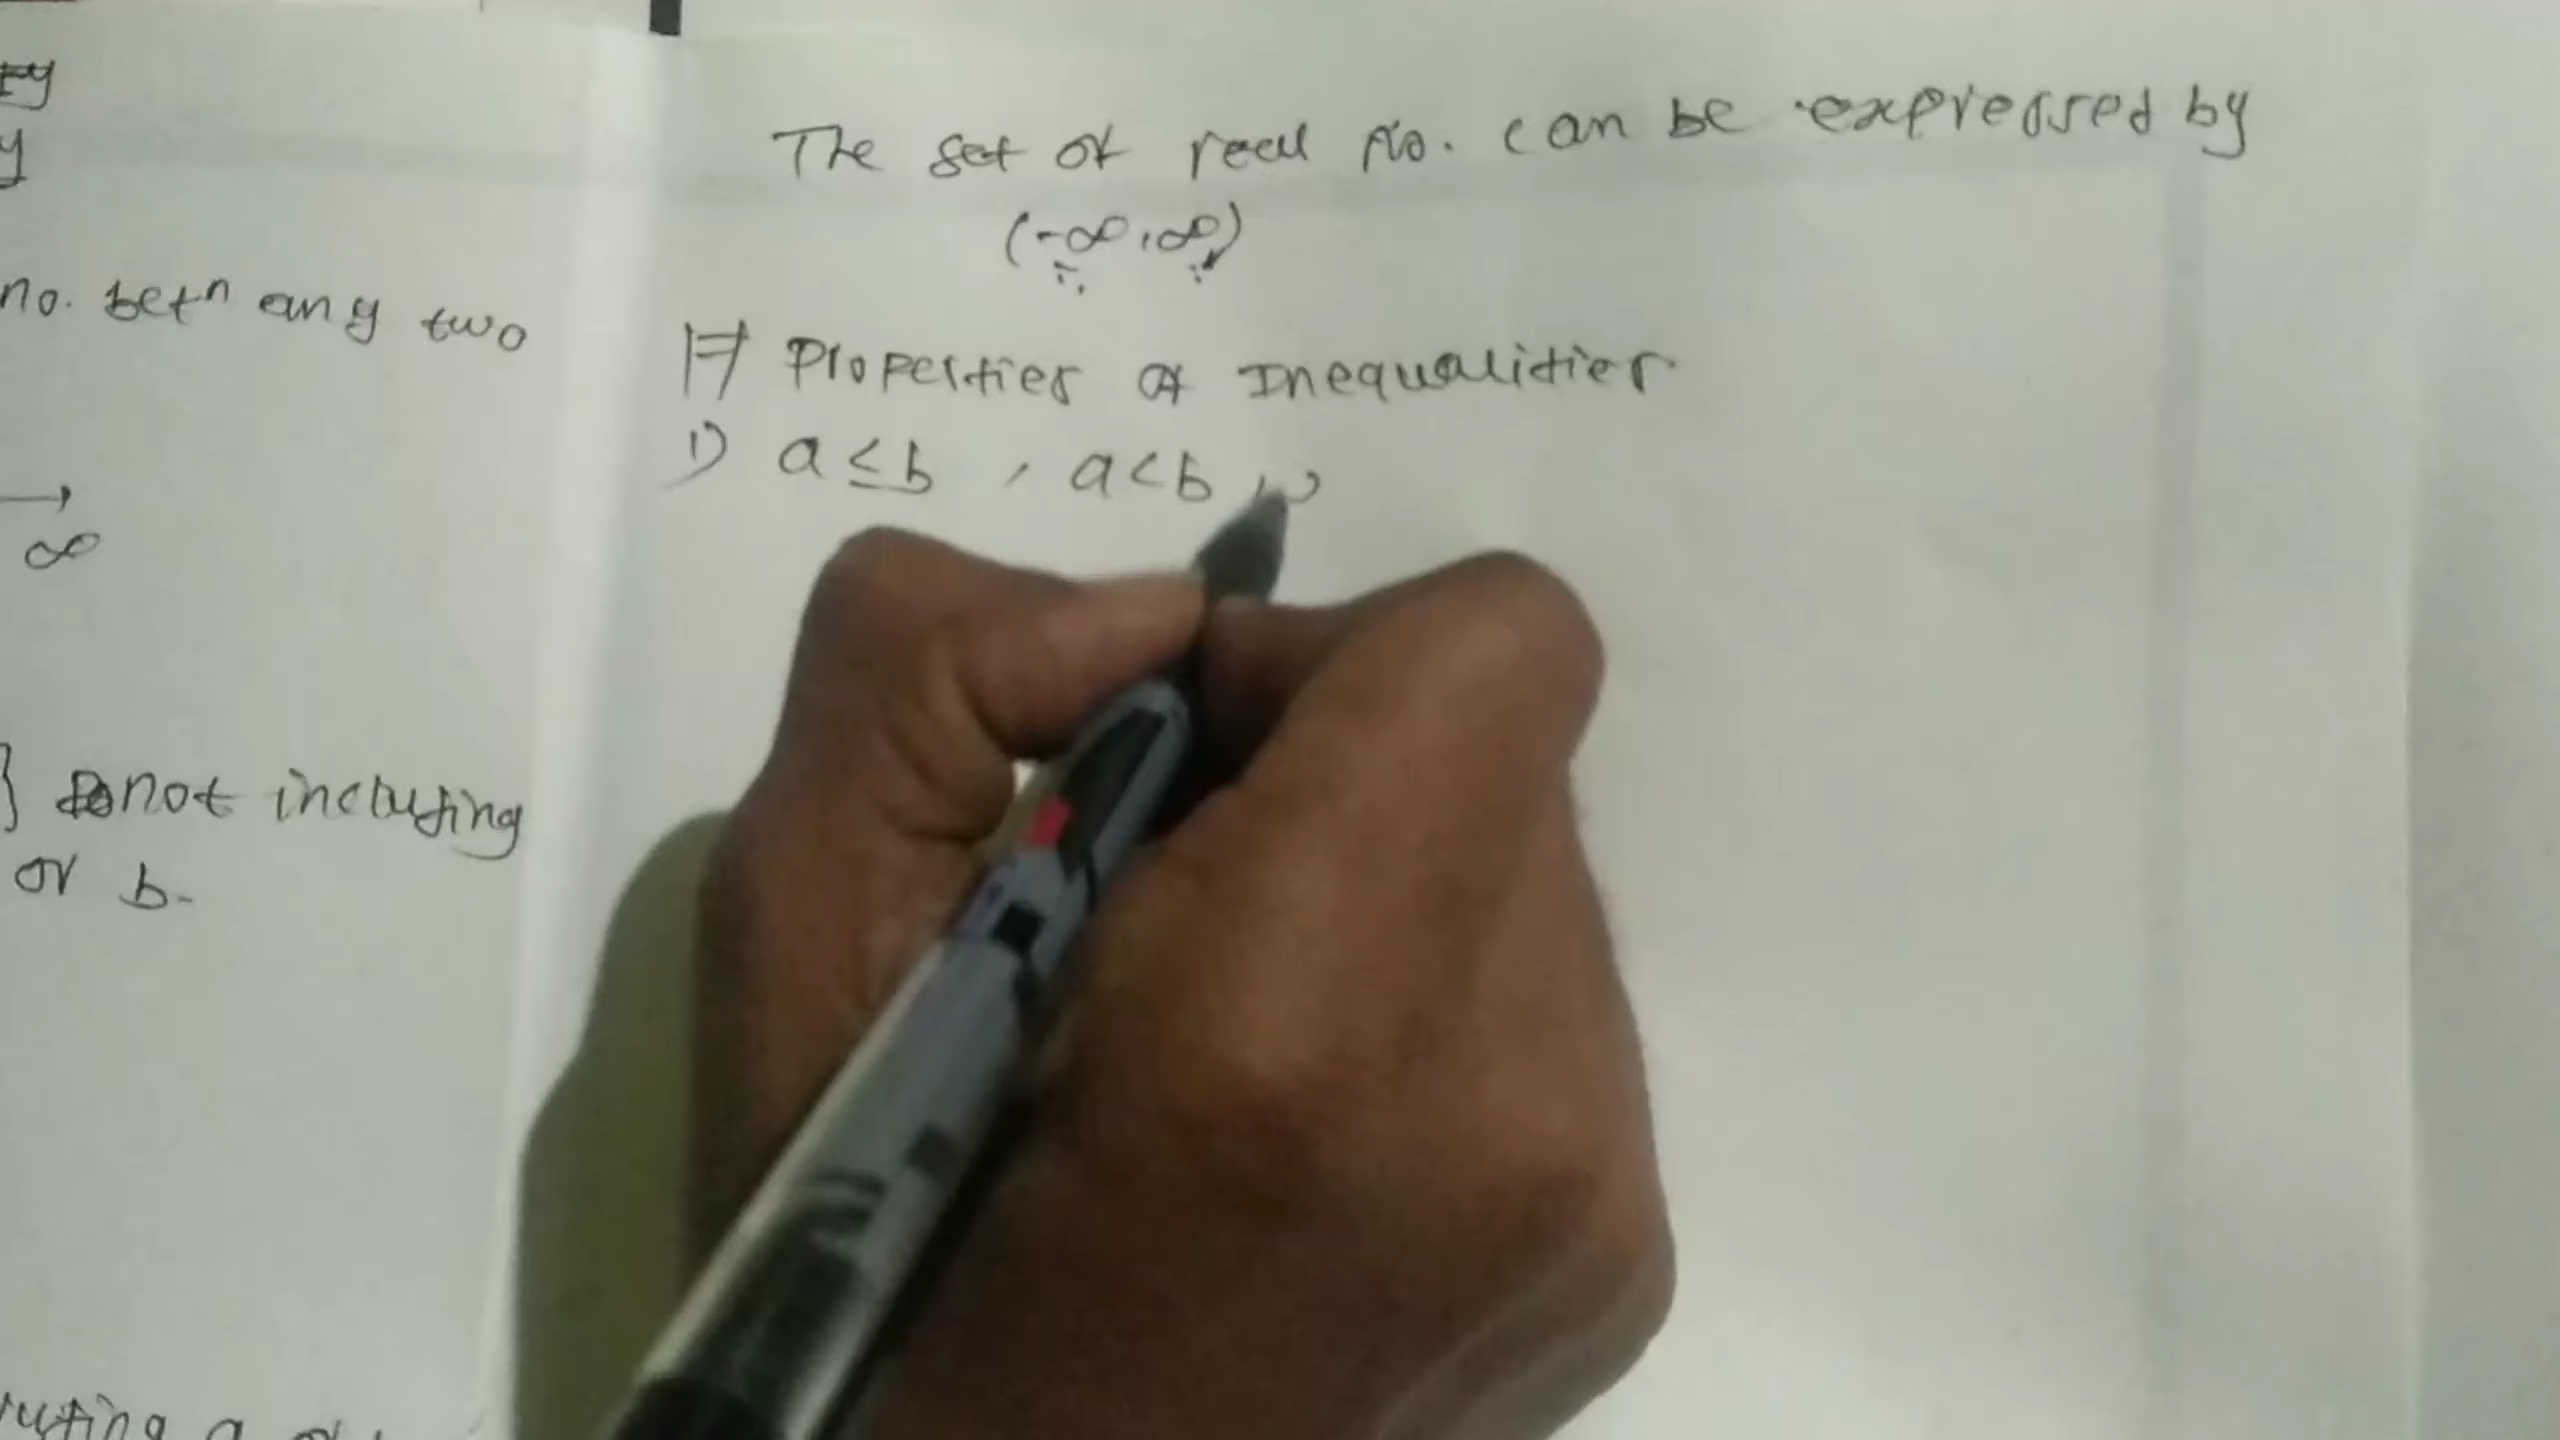 y
no. betn any two
→
∞
} not including
or b.
The set of real No. can be expressed by
(-∞,∞)
Properties of Inequalities
1) a ≤ b , a < b